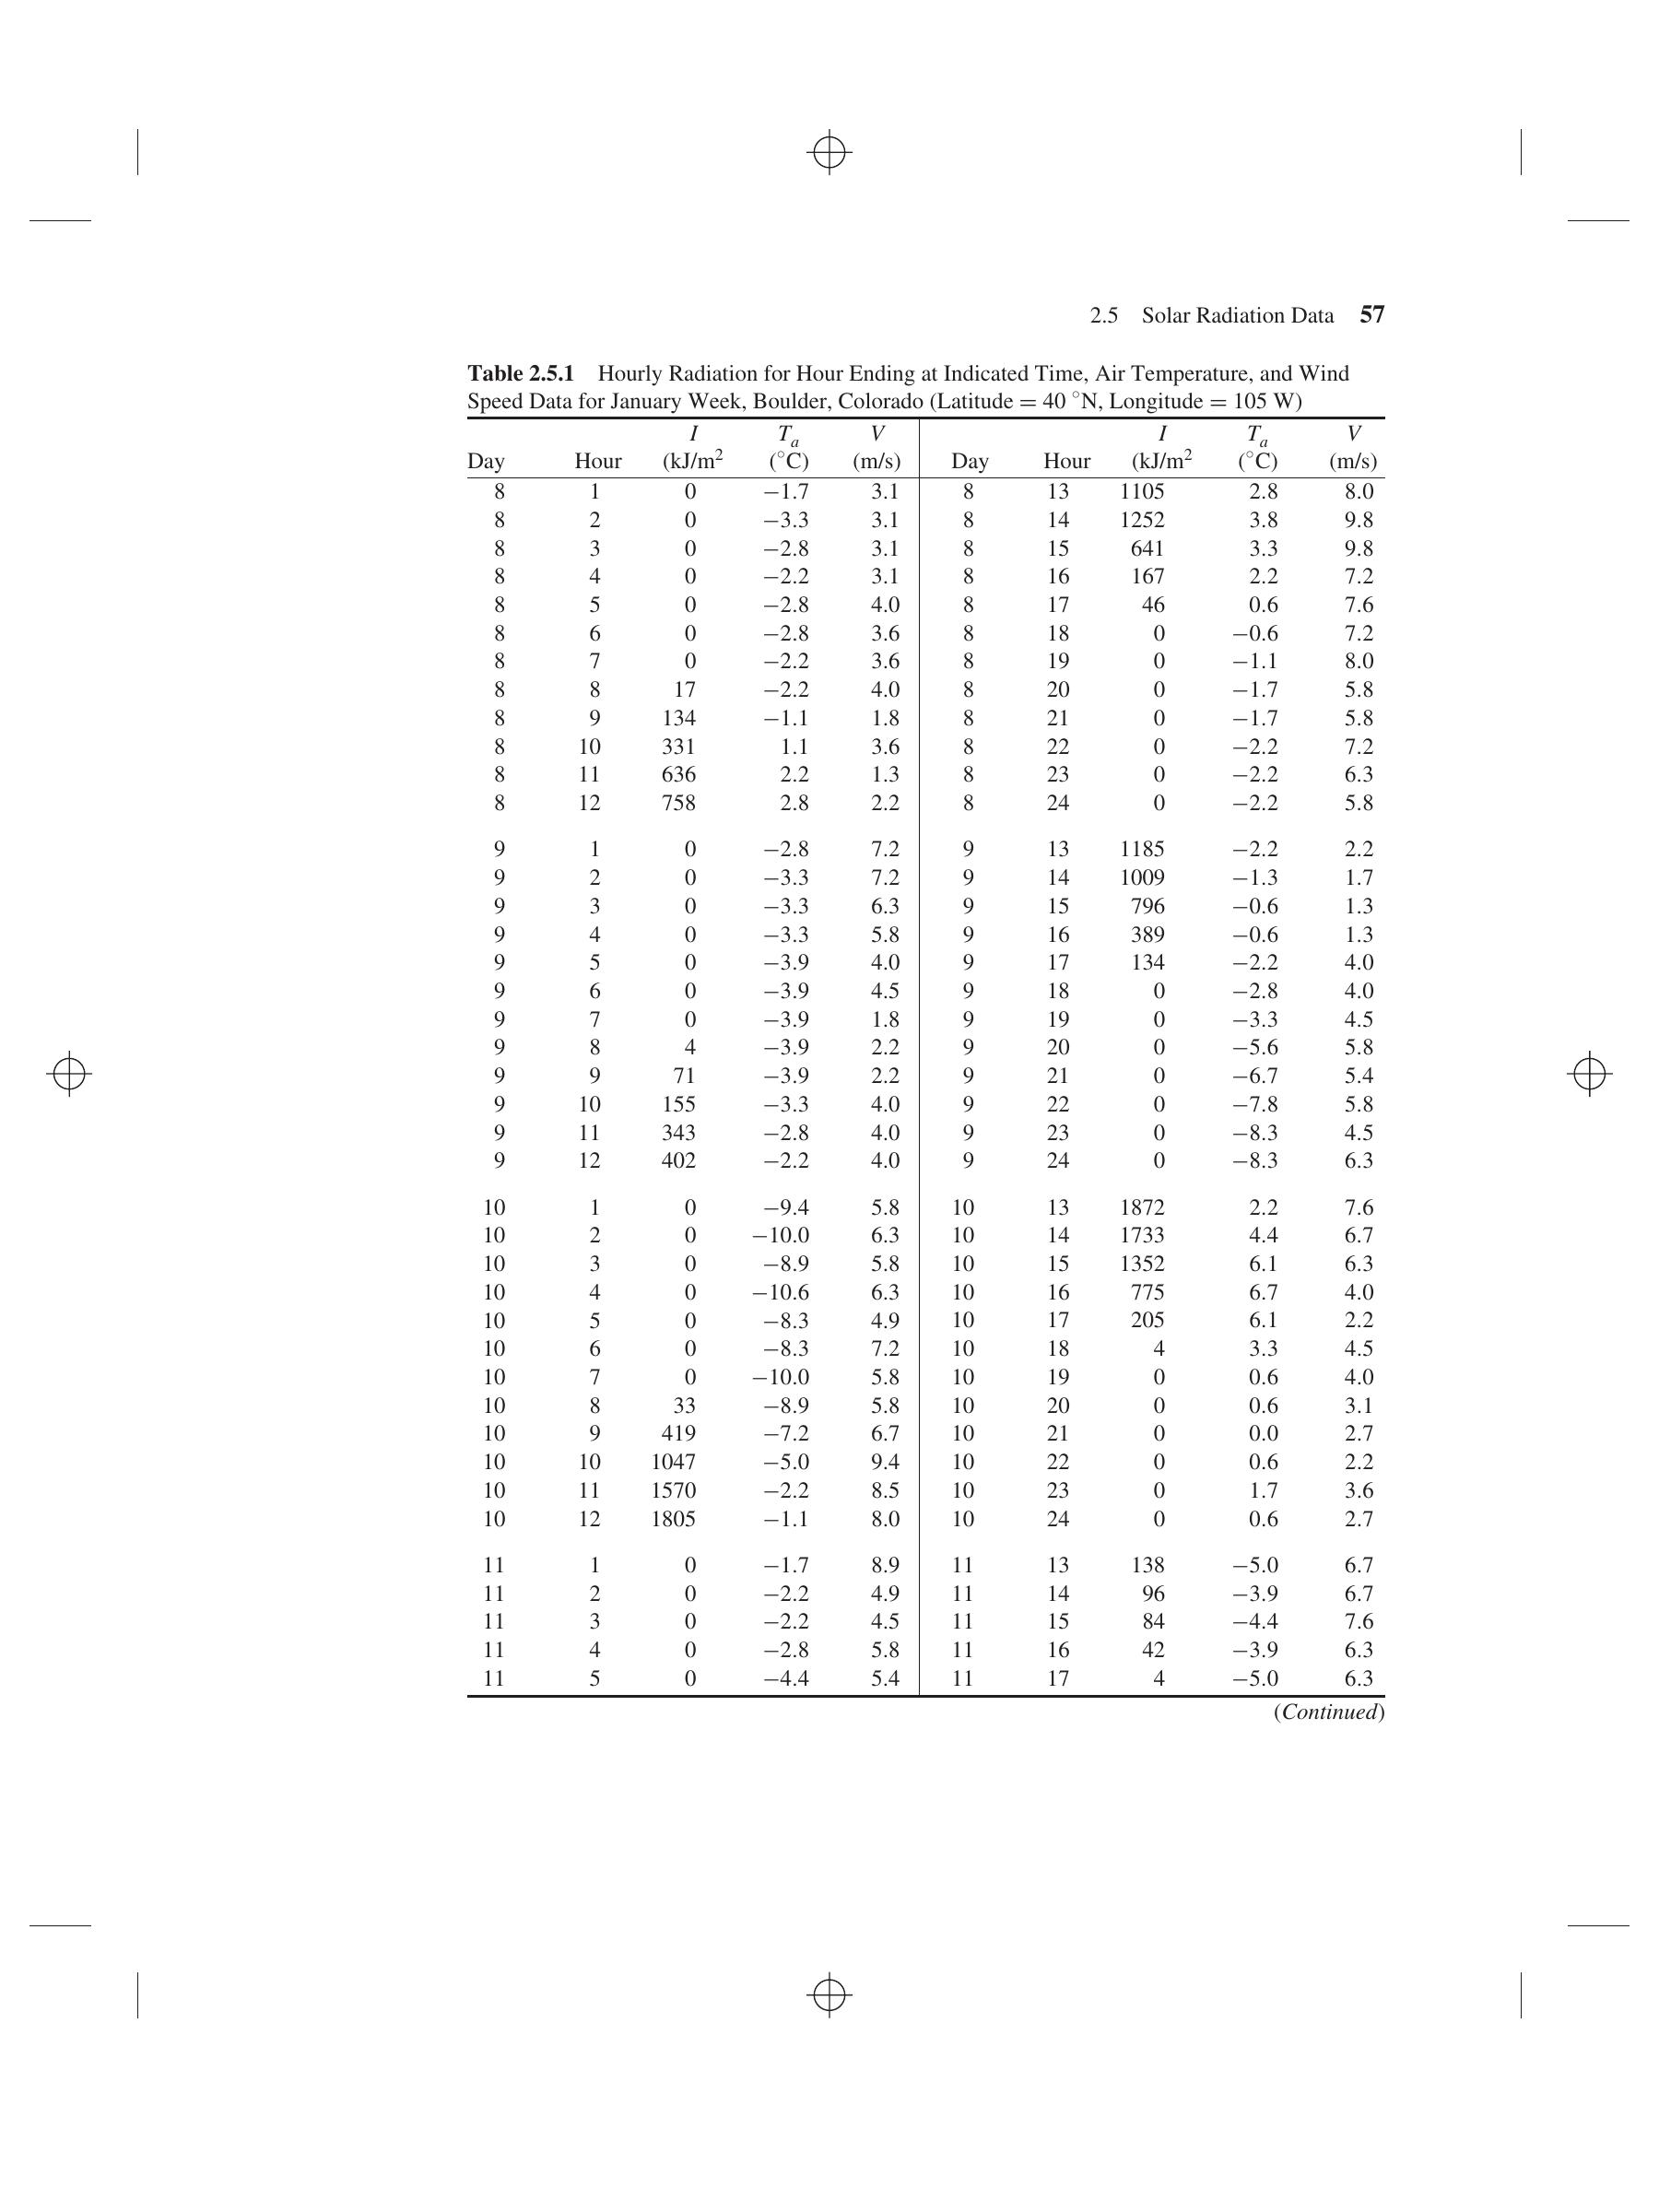 2.5 Solar Radiation Data 57
Table 2.5.1 Hourly Radiation for Hour Ending at Indicated Time, Air Temperature, and Wind
Speed Data for January Week, Boulder, Colorado (Latitude = 40 °N, Longitude = 105 W)
I Ta V I Ta V
Day Hour (kJ/m2 (°C) (m/s) Day Hour (kJ/m2 (°C) (m/s)
8 1 0 −1.7 3.1 8 13 1105 2.8 8.0
8 2 0 −3.3 3.1 8 14 1252 3.8 9.8
8 3 0 −2.8 3.1 8 15 641 3.3 9.8
8 4 0 −2.2 3.1 8 16 167 2.2 7.2
8 5 0 −2.8 4.0 8 17 46 0.6 7.6
8 6 0 −2.8 3.6 8 18 0 −0.6 7.2
8 7 0 −2.2 3.6 8 19 0 −1.1 8.0
8 8 17 −2.2 4.0 8 20 0 −1.7 5.8
8 9 134 −1.1 1.8 8 21 0 −1.7 5.8
8 10 331 1.1 3.6 8 22 0 −2.2 7.2
8 11 636 2.2 1.3 8 23 0 −2.2 6.3
8 12 758 2.8 2.2 8 24 0 −2.2 5.8
9 1 0 −2.8 7.2 9 13 1185 −2.2 2.2
9 2 0 −3.3 7.2 9 14 1009 −1.3 1.7
9 3 0 −3.3 6.3 9 15 796 −0.6 1.3
9 4 0 −3.3 5.8 9 16 389 −0.6 1.3
9 5 0 −3.9 4.0 9 17 134 −2.2 4.0
9 6 0 −3.9 4.5 9 18 0 −2.8 4.0
9 7 0 −3.9 1.8 9 19 0 −3.3 4.5
9 8 4 −3.9 2.2 9 20 0 −5.6 5.8
9 9 71 −3.9 2.2 9 21 0 −6.7 5.4
9 10 155 −3.3 4.0 9 22 0 −7.8 5.8
9 11 343 −2.8 4.0 9 23 0 −8.3 4.5
9 12 402 −2.2 4.0 9 24 0 −8.3 6.3
10 1 0 −9.4 5.8 10 13 1872 2.2 7.6
10 2 0 −10.0 6.3 10 14 1733 4.4 6.7
10 3 0 −8.9 5.8 10 15 1352 6.1 6.3
10 4 0 −10.6 6.3 10 16 775 6.7 4.0
10 5 0 −8.3 4.9 10 17 205 6.1 2.2
10 6 0 −8.3 7.2 10 18 4 3.3 4.5
10 7 0 −10.0 5.8 10 19 0 0.6 4.0
10 8 33 −8.9 5.8 10 20 0 0.6 3.1
10 9 419 −7.2 6.7 10 21 0 0.0 2.7
10 10 1047 −5.0 9.4 10 22 0 0.6 2.2
10 11 1570 −2.2 8.5 10 23 0 1.7 3.6
10 12 1805 −1.1 8.0 10 24 0 0.6 2.7
11 1 0 −1.7 8.9 11 13 138 −5.0 6.7
11 2 0 −2.2 4.9 11 14 96 −3.9 6.7
11 3 0 −2.2 4.5 11 15 84 −4.4 7.6
11 4 0 −2.8 5.8 11 16 42 −3.9 6.3
11 5 0 −4.4 5.4 11 17 4 −5.0 6.3
(Continued)